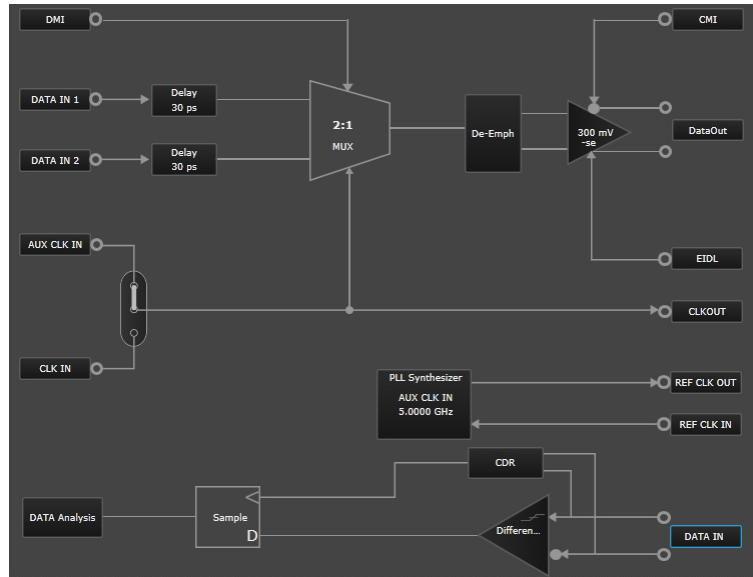 DMI
CMI
DATA IN 1
Delay
30 ps
2:1
MUX
De-Emph
300 mV
-se
DataOut
DATA IN 2
Delay
30 ps
AUX CLK IN
EIDL
CLKOUT
CLK IN
PLL Synthesizer
AUX CLK IN
5.0000 GHz
REF CLK OUT
REF CLK IN
CDR
DATA Analysis
Sample
D
Differen...
DATA IN